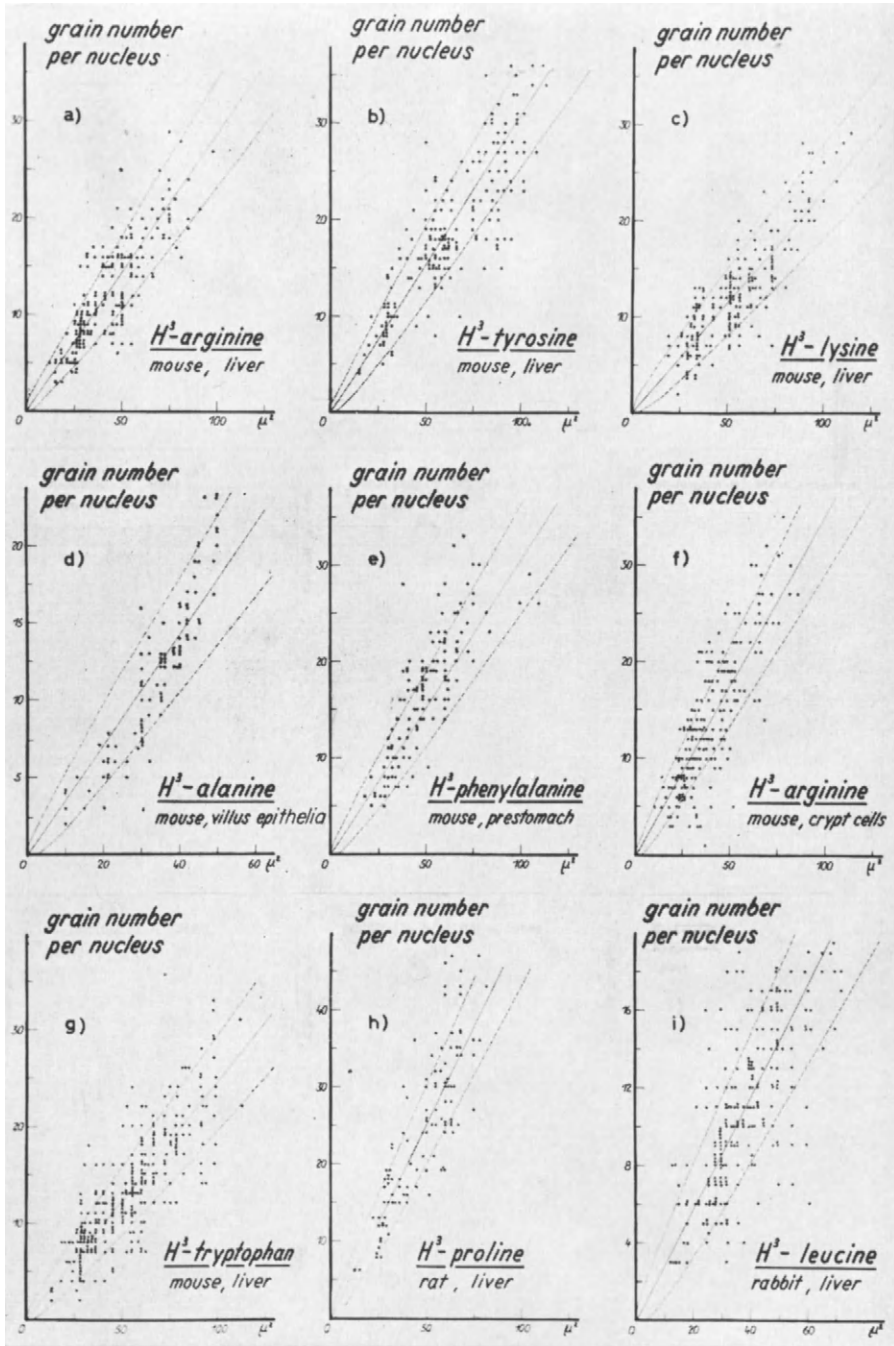 grain number
per nucleus
a)
30
20
10
H³-arginine
mouse, liver
0
50
100
μ²
grain number
per nucleus
b)
30
20
10
H³-tyrosine
mouse, liver
0
50
100
μ²
grain number
per nucleus
c)
30
20
10
H³-lysine
mouse, liver
0
50
100
μ²
grain number
per nucleus
d)
20
15
10
5
H³-alanine
mouse, villus epithelia
0
20
40
60
μ²
grain number
per nucleus
e)
30
20
10
H³-phenylalanine
mouse, prestomach
0
50
100
μ²
grain number
per nucleus
f)
30
20
10
H³-arginine
mouse, crypt cells
0
50
100
μ²
grain number
per nucleus
g)
30
20
10
H³-tryptophan
mouse, liver
0
50
100
μ²
grain number
per nucleus
h)
40
30
20
10
H³-proline
rat, liver
0
50
100
μ²
grain number
per nucleus
i)
16
12
8
4
H³-leucine
rabbit, liver
0
20
40
60
80
μ²